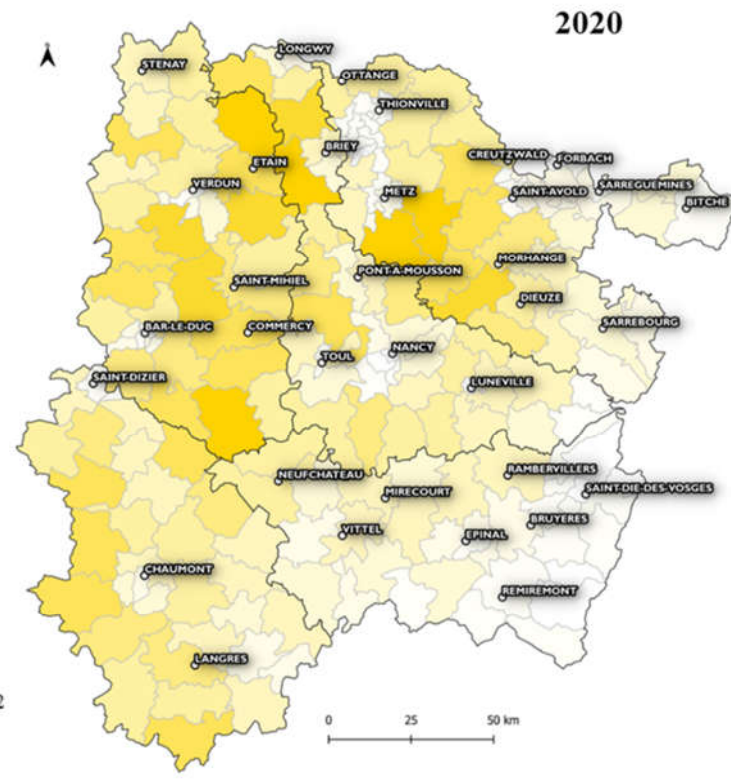 2020
LONGWY
STENAY
OTTANGE
THIONVILLE
BRIEY
CREUTZWALD
FORBACH
ETAIN
VERDUN
METZ
SAINT-AVOLD
SARREGUEMINES
BITCHE
MORHANGE
PONT-A-MOUSSON
SAINT-MIHIEL
DIEUZE
BAR-LE-DUC
COMMERCY
SARREBOURG
NANCY
TOUL
SAINT-DIZIER
LUNEVILLE
NEUFCHATEAU
RAMBERVILLERS
MIRECOURT
SAINT-DIE-DES-VOSGES
BRUYERES
VITTEL
EPINAL
CHAUMONT
REMIREMONT
LANGRES
2
0 25 50 km